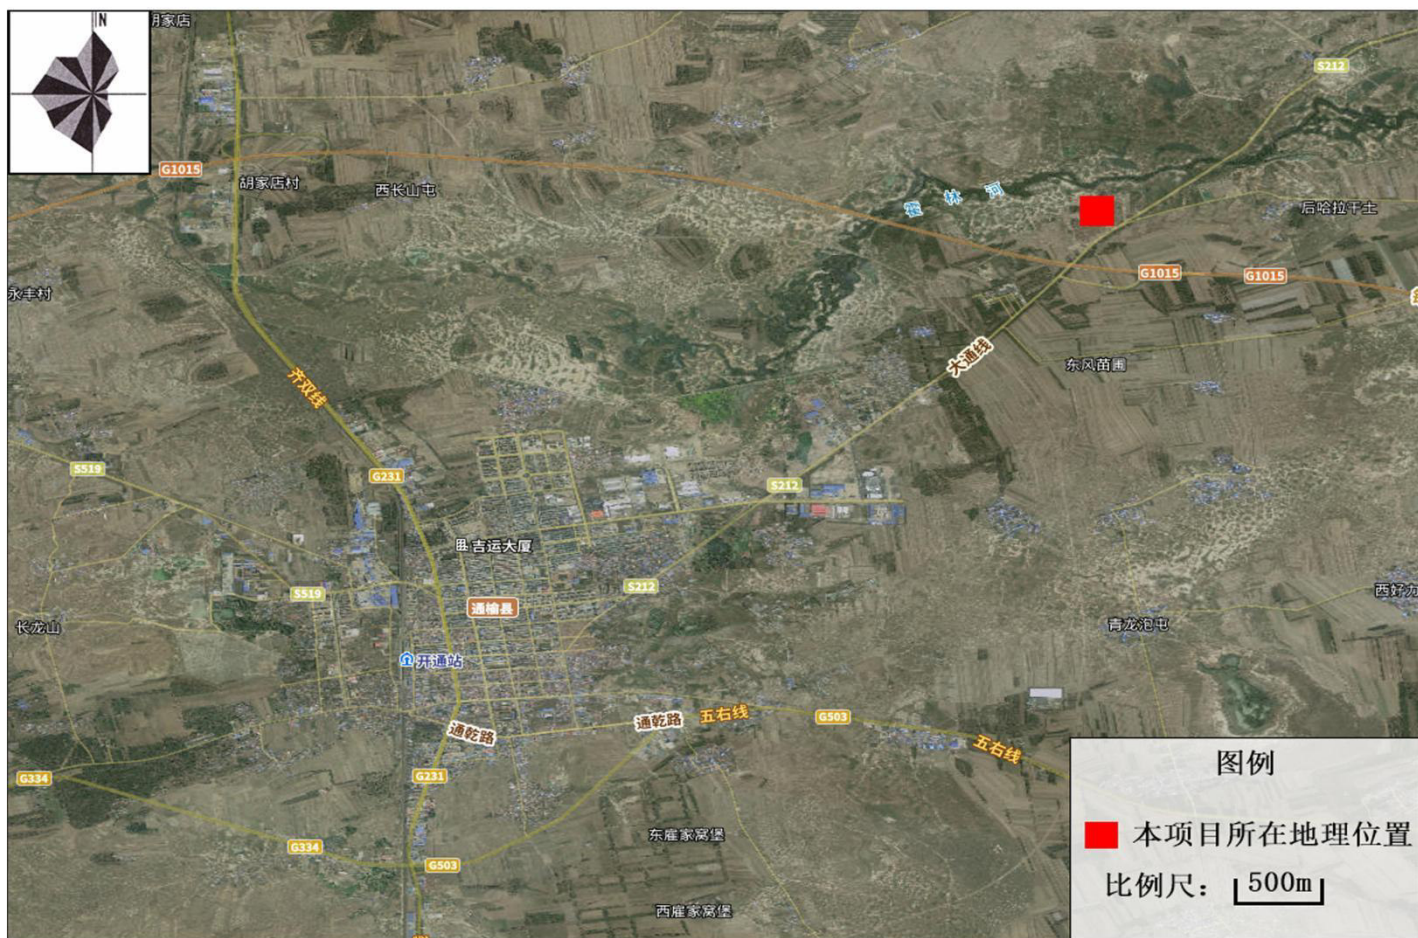 N
胡家店
S212
G1015
胡家店村
西长山屯
霍林河
后哈拉干土
G1015
G1015
永丰村
大通线
东风苗圃
齐双线
S519
G231
S212
吉运大厦
S519
S212
西好力
通榆县
长龙山
青龙泡屯
开通站
通乾路
通乾路
五右线
G503
五右线
G334
G231
图例
本项目所在地理位置
东雇家窝堡
G334
G503
比例尺： 500m
西雇家窝堡